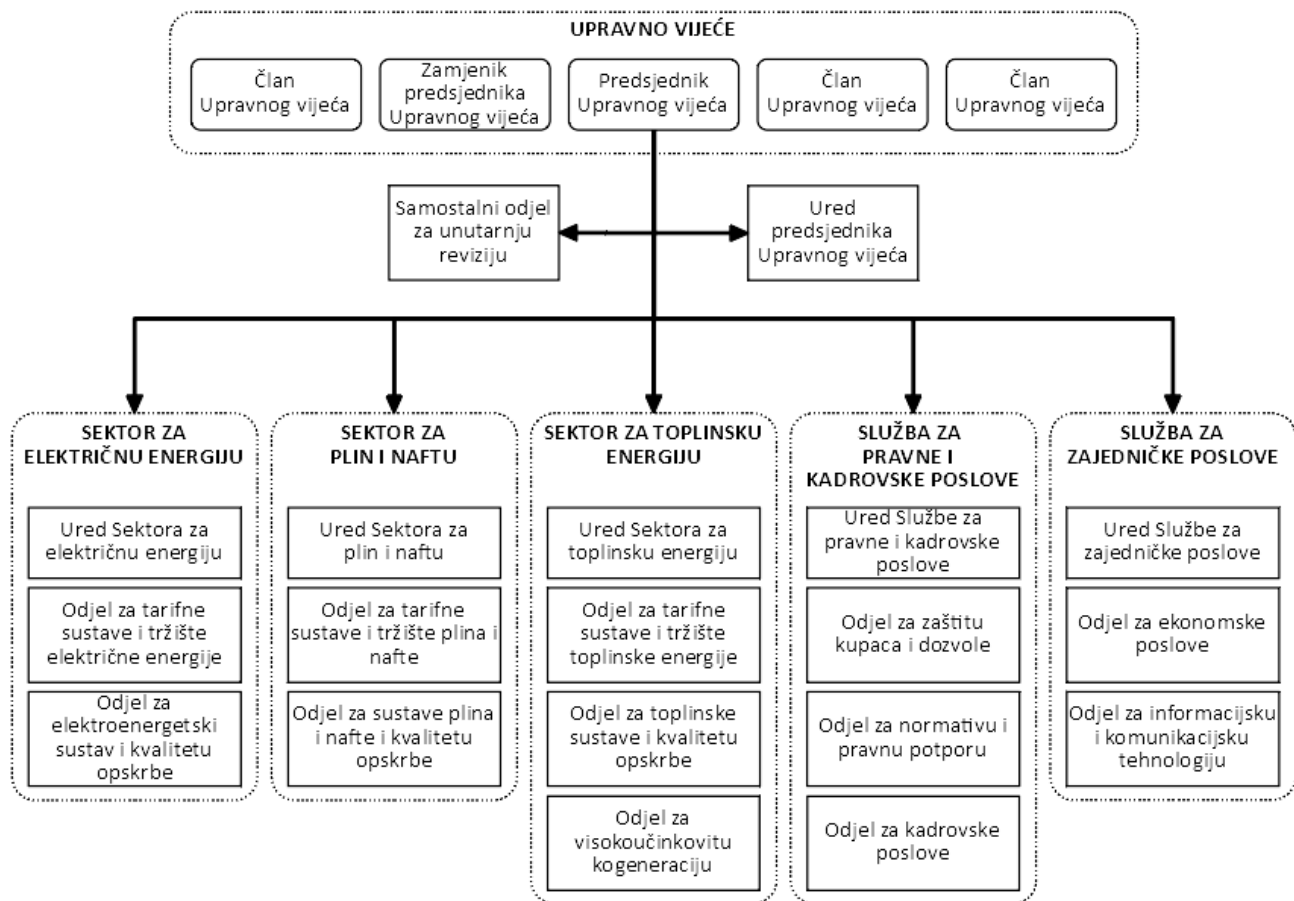 UPRAVNO VIJEĆE
Član
Upravnog vijeća
Zamjenik
predsjednika
Upravnog vijeća
Predsjednik
Upravnog vijeća
Član
Upravnog vijeća
Član
Upravnog vijeća
Samostalni odjel
za unutarnju
reviziju
Ured
predsjednika
Upravnog vijeća
SEKTOR ZA
ELEKTRIČNU ENERGIJU
Ured Sektora za
električnu energiju
Odjel za tarifne
sustave i tržište
električne energije
Odjel za
elektroenergetski
sustav i kvalitetu
opskrbe
SEKTOR ZA
PLIN I NAFTU
Ured Sektora za
plin i naftu
Odjel za tarifne
sustave i tržište plina i
nafte
Odjel za sustave plina
i nafte i kvalitetu
opskrbe
SEKTOR ZA TOPLINSKU
ENERGIJU
Ured Sektora za
toplinsku energiju
Odjel za tarifne
sustave i tržište
toplinske energije
Odjel za toplinske
sustave i kvalitetu
opskrbe
Odjel za
visokoučinkovitu
kogeneraciju
SLUŽBA ZA
PRAVNE I
KADROVSKE POSLOVE
Ured Službe za
pravne i kadrovske
poslove
Odjel za zaštitu
kupaca i dozvole
Odjel za normativu i
pravnu potporu
Odjel za kadrovske
poslove
SLUŽBA ZA
ZAJEDNIČKE POSLOVE
Ured Službe za
zajedničke poslove
Odjel za ekonomske
poslove
Odjel za informacijsku
i komunikacijsku
tehnologiju